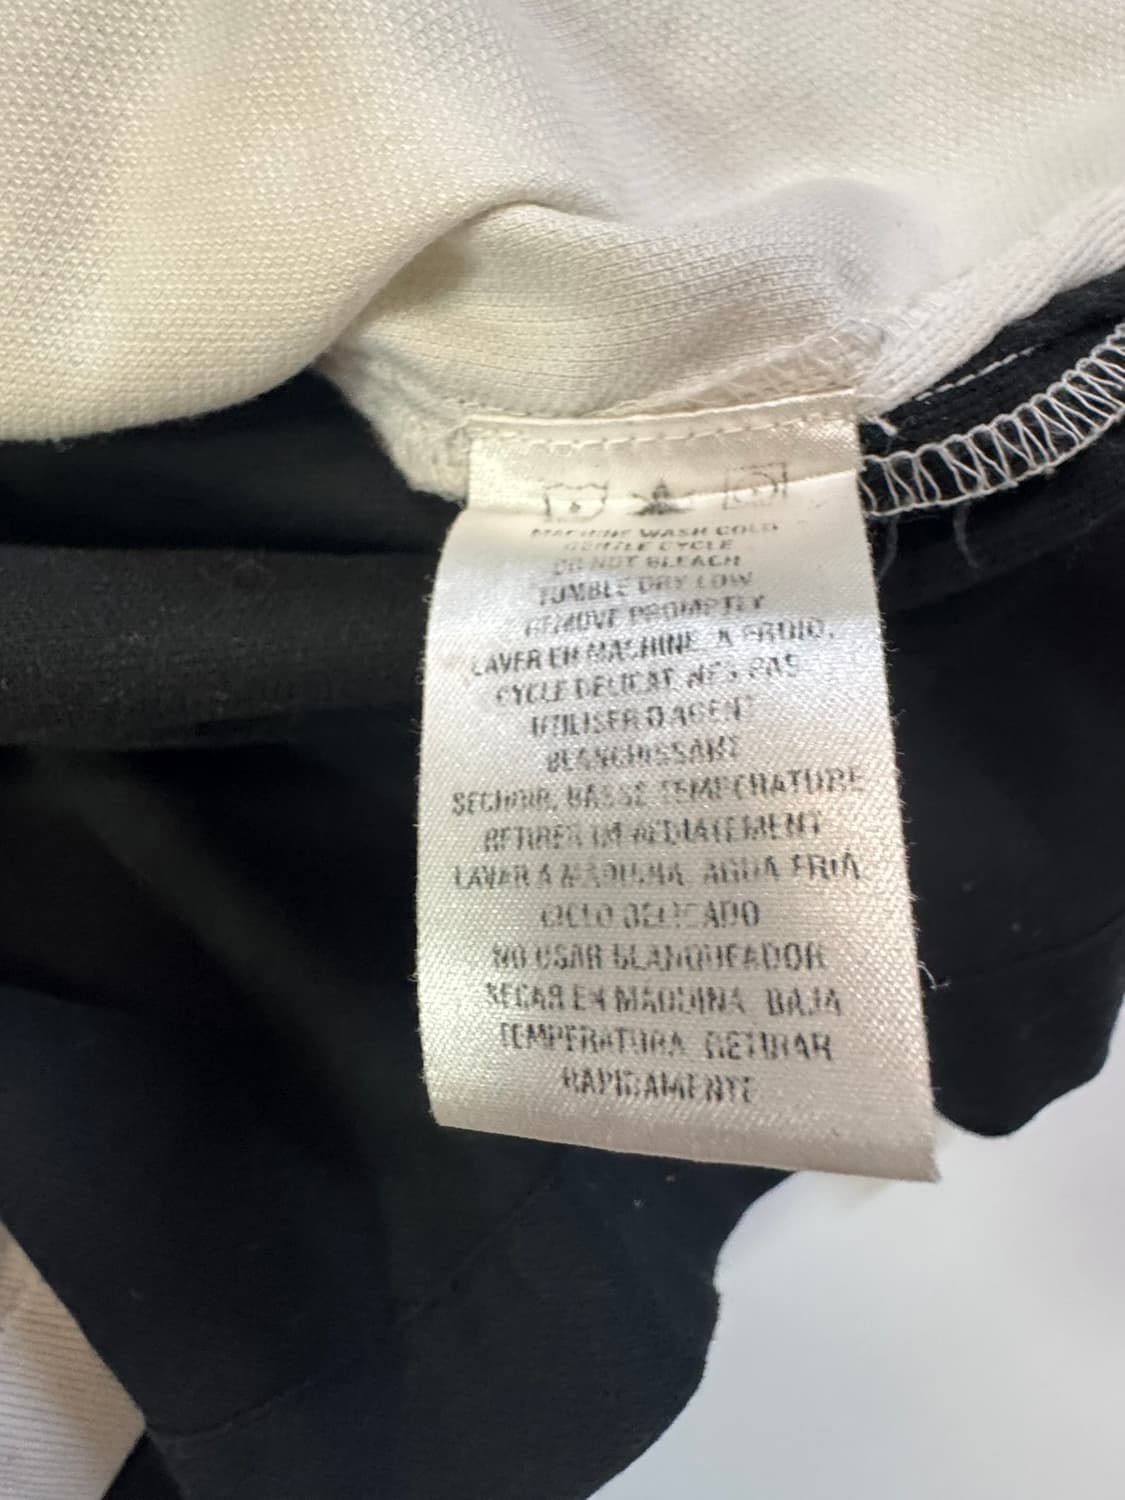 MACHINE WASH COLD
GENTLE CYCLE
DO NOT BLEACH
TUMBLE DRY LOW
REMOVE PROMPTLY
LAVER EN MACHINE, A FROID,
CYCLE DELICAT, NES PAS
UTILISER D'AGENT
BLANCHISSANT
SECHOIR, BASSE TEMPERATURE
RETIRER IMMEDIATEMENT
LAVAR A MAQUINA, AGUA FRIA
CICLO DELICADO
NO USAR BLANQUEADOR
SECAR EN MAQUINA BAJA
TEMPERATURA RETIRAR
RAPIDAMENTE